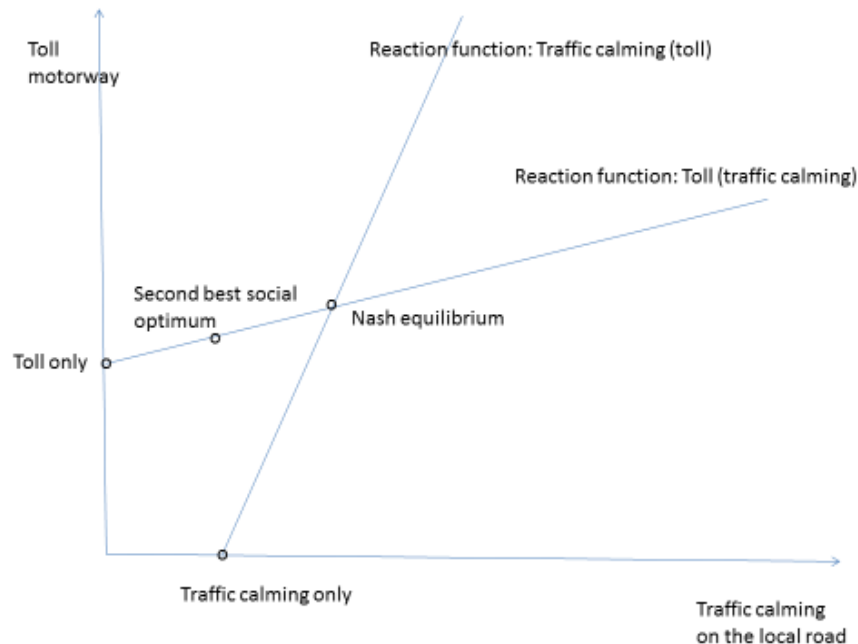 Toll
motorway
Reaction function: Traffic calming (toll)
Reaction function: Toll (traffic calming)
Second best social
optimum
Nash equilibrium
Toll only
Traffic calming only
Traffic calming
on the local road